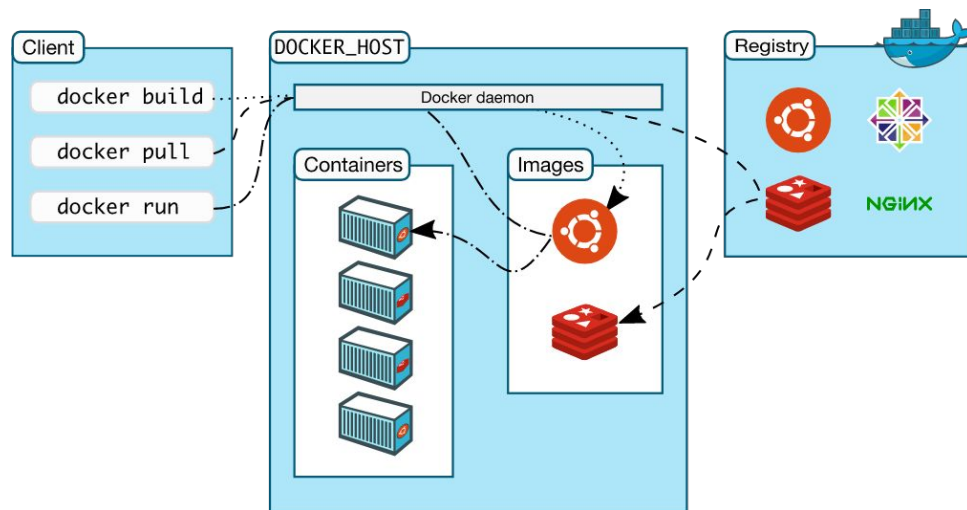 Client
docker build
docker pull
docker run
DOCKER_HOST
Docker daemon
Containers
Images
Registry
NGiNX